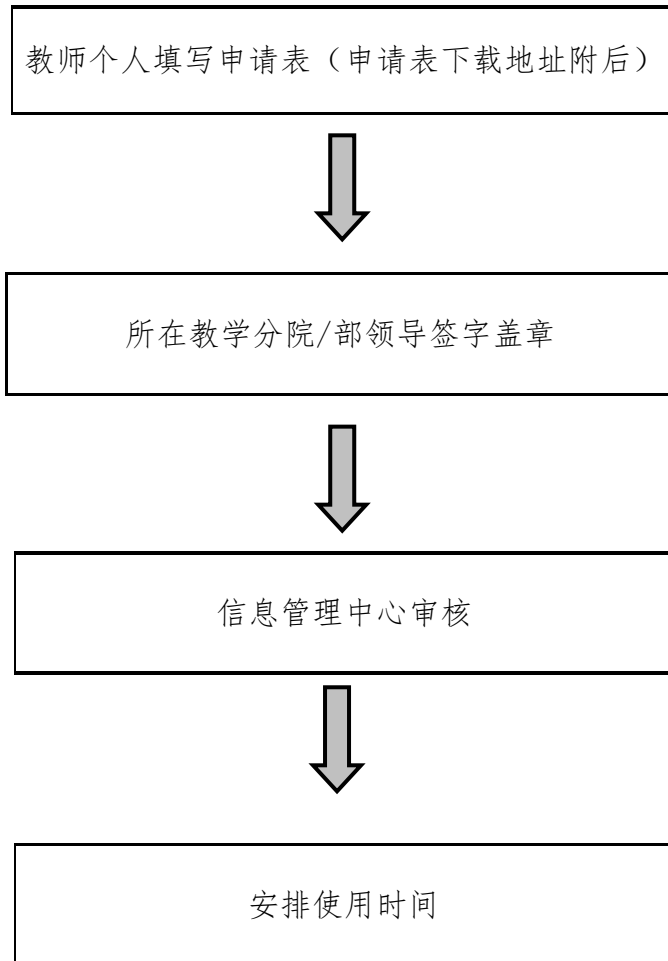 教师个人填写申请表（申请表下载地址附后）
所在教学分院/部领导签字盖章
信息管理中心审核
安排使用时间